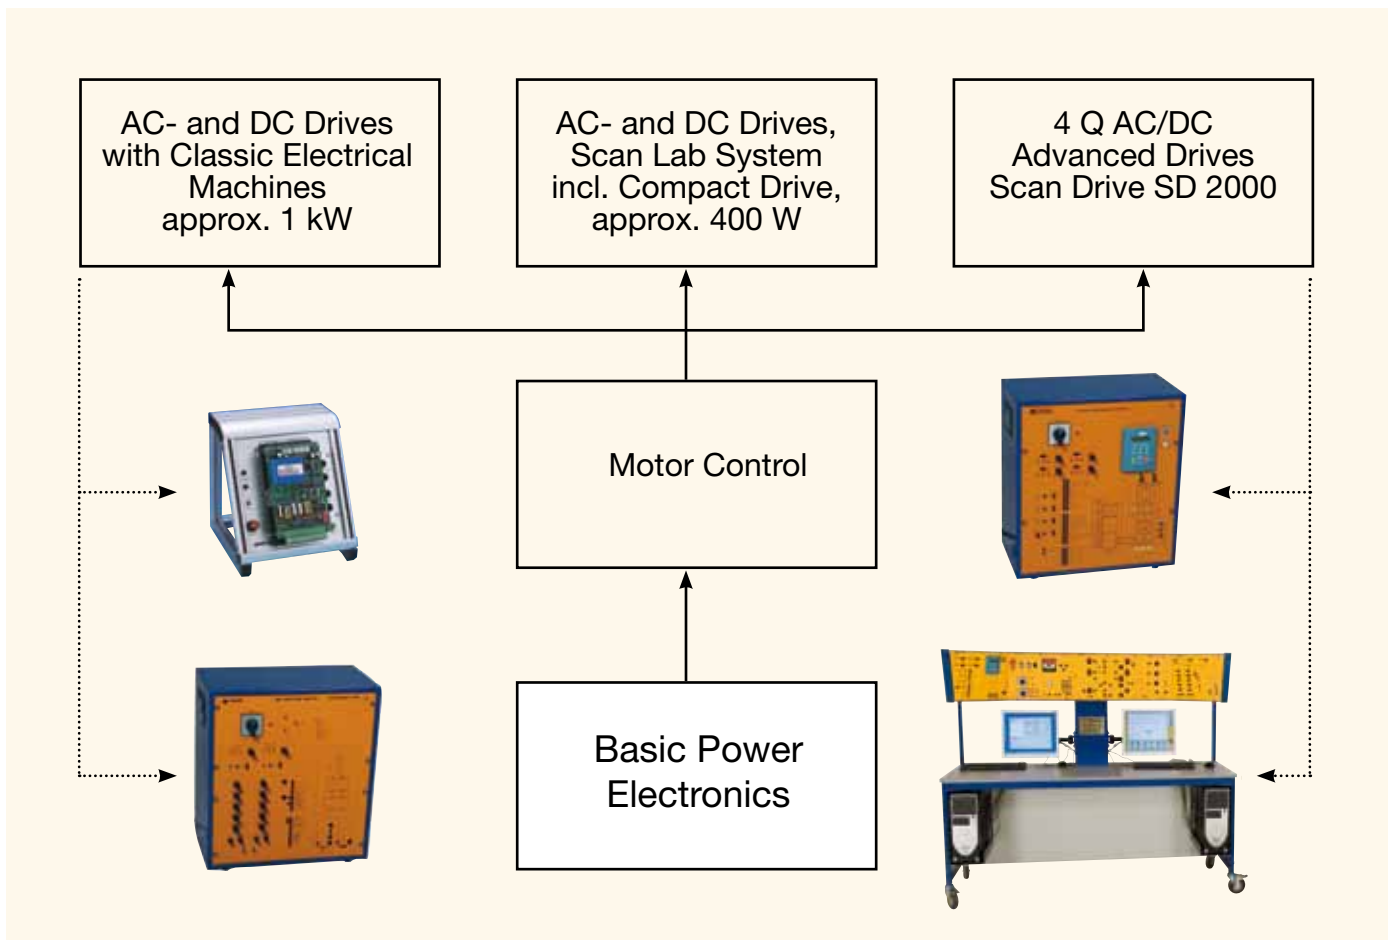 AC- and DC Drives
with Classic Electrical
Machines
approx. 1 kW
AC- and DC Drives,
Scan Lab System
incl. Compact Drive,
approx. 400 W
4 Q AC/DC
Advanced Drives
Scan Drive SD 2000
Motor Control
Basic Power
Electronics